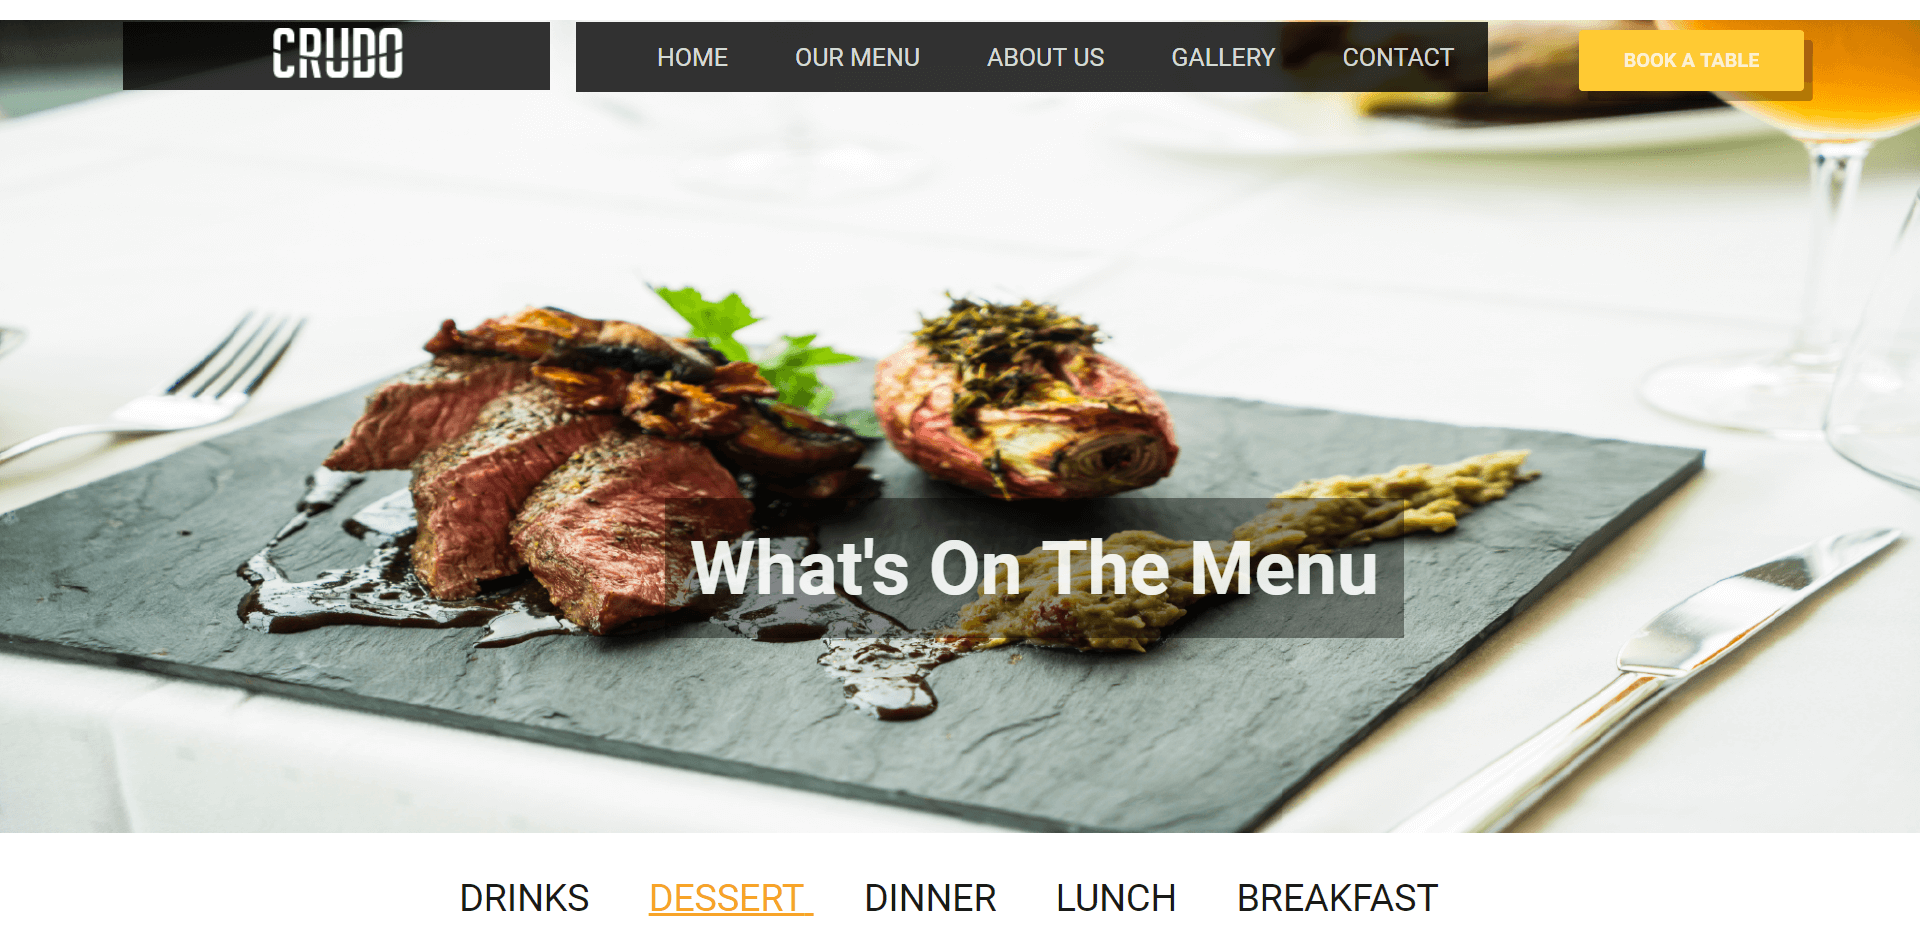 CRUDO
HOME OUR MENU ABOUT US GALLERY CONTACT
BOOK A TABLE
What's On The Menu
DRINKS DESSERT DINNER LUNCH BREAKFAST